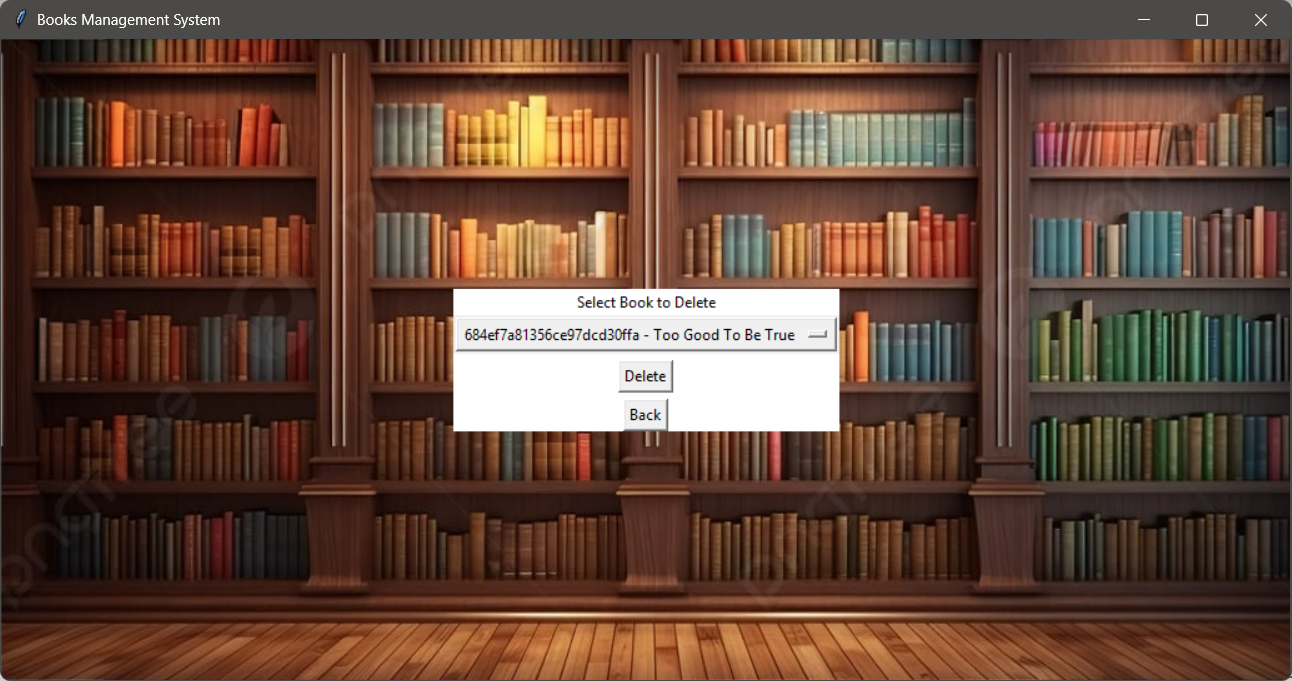 Books Management System
Select Book to Delete
684ef7a81356ce97dcd30ffa - Too Good To Be True
Delete
Back